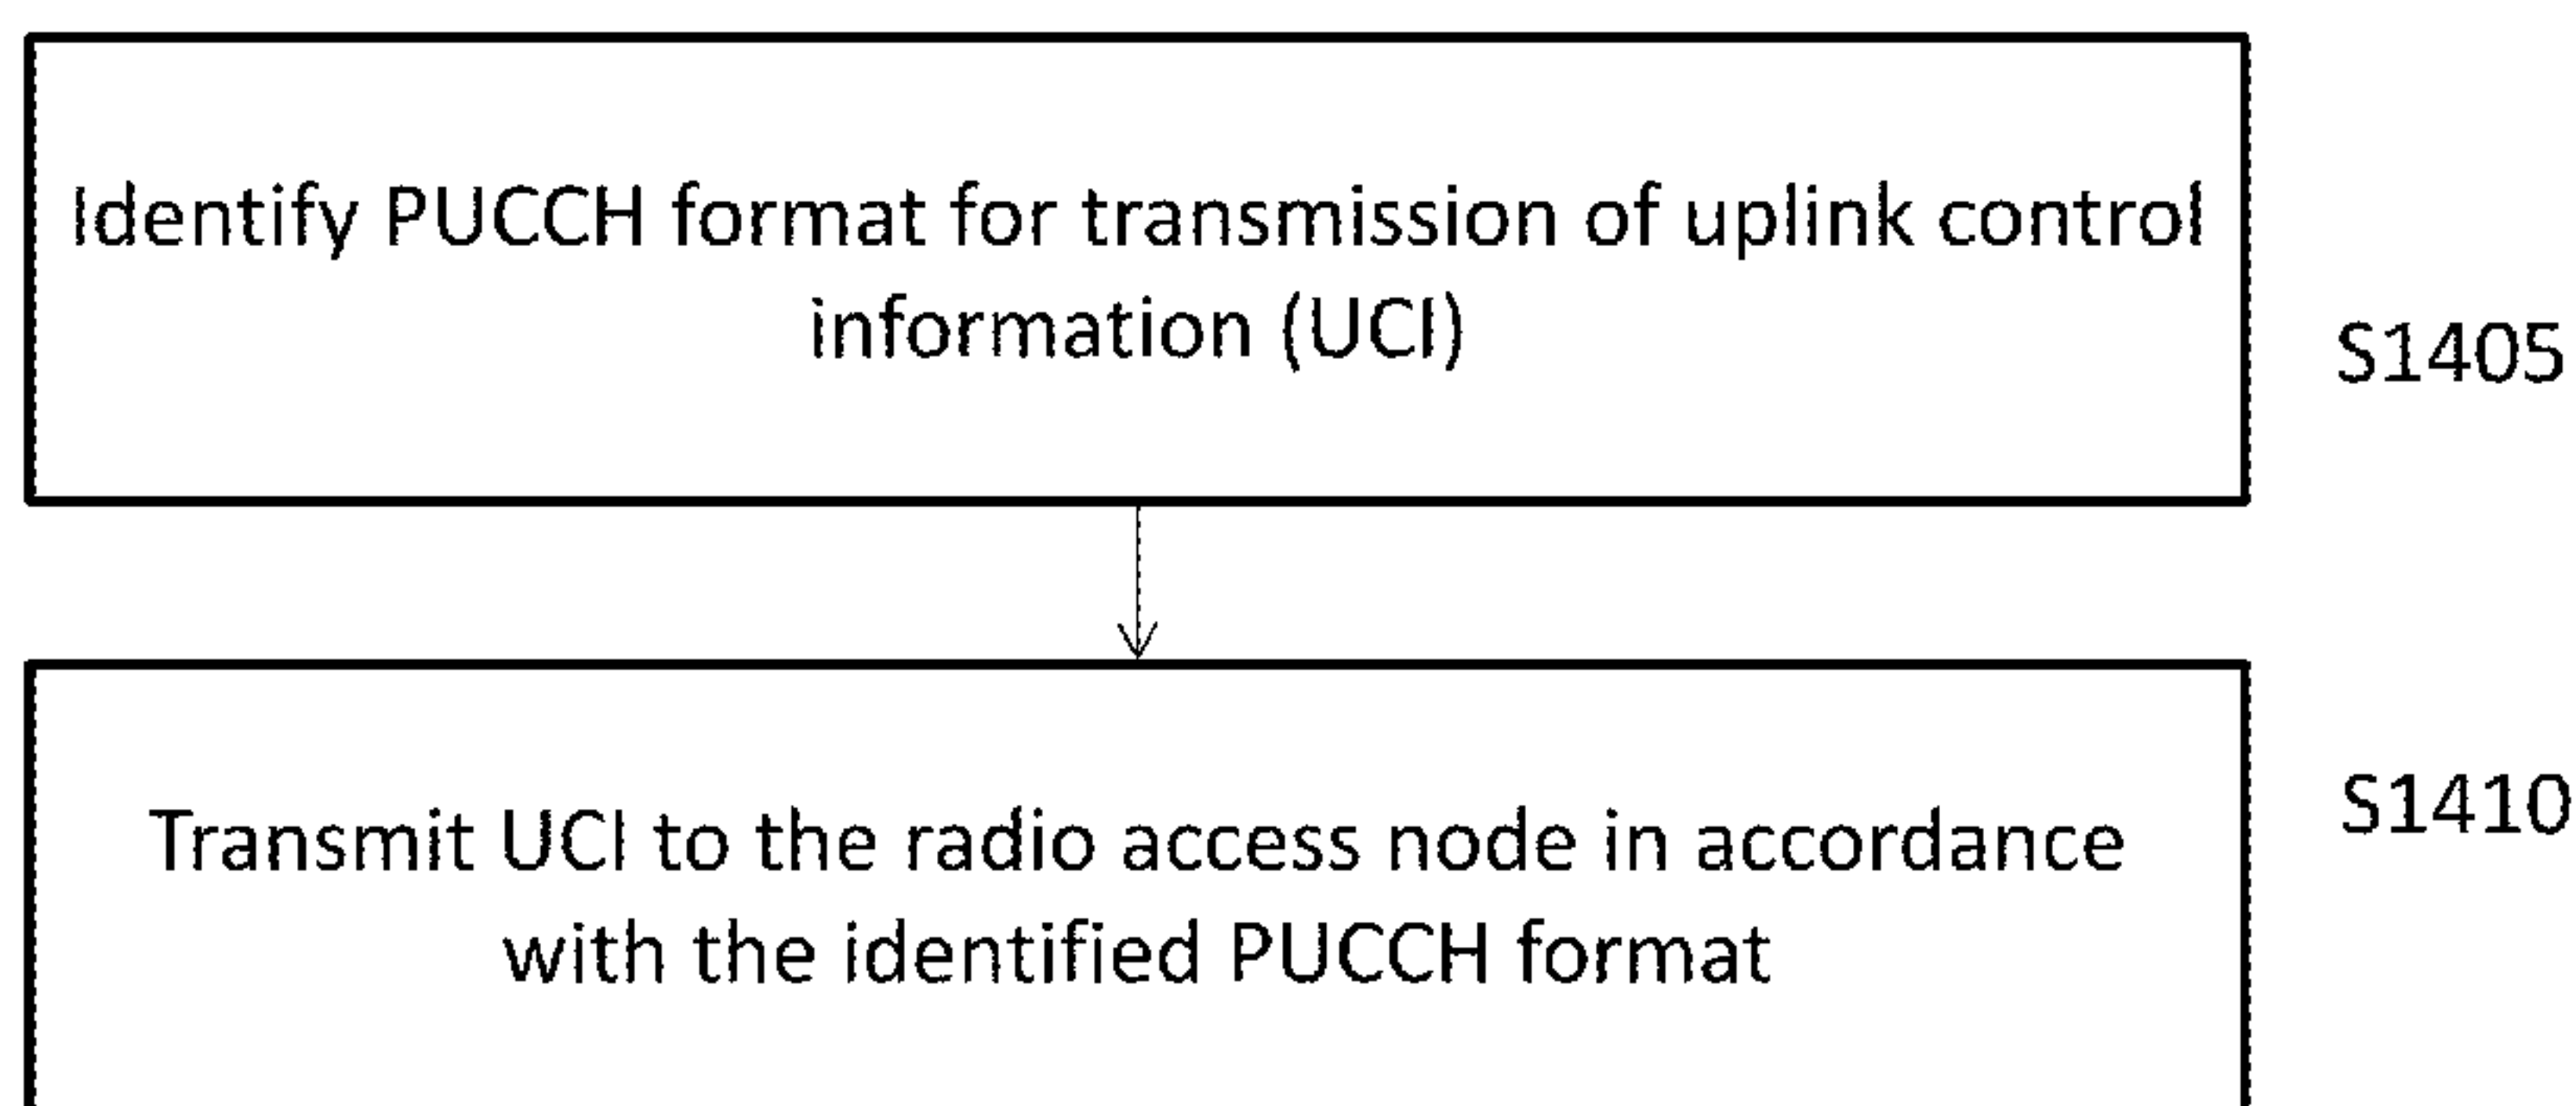 Identify PUCCH format for transmission of uplink control
information (UCI)
S1405
Transmit UCI to the radio access node in accordance
with the identified PUCCH format
S1410